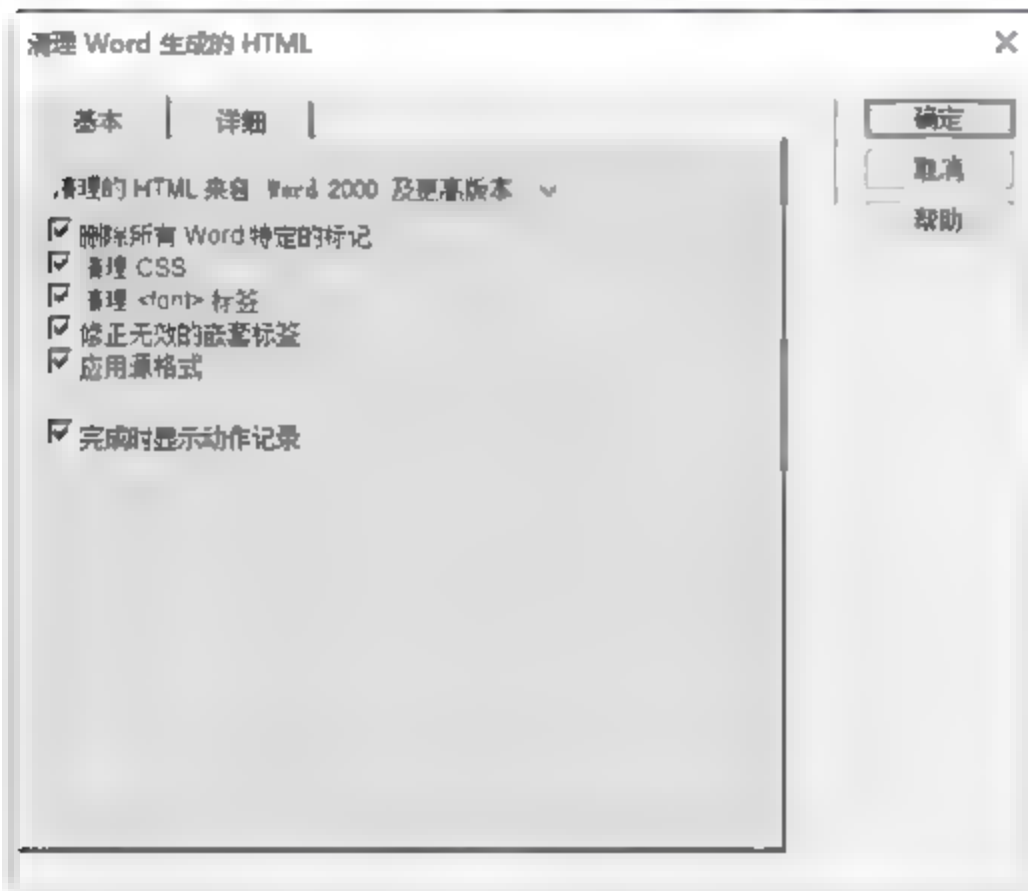 清理 Word 生成的 HTML
基本 详细
清理的 HTML 来自 Word 2000 及更高版本
删除所有 Word 特定的标记
清理 CSS
清理 <font> 标签
修正无效的嵌套标签
应用源格式
完成时显示动作记录
确定
取消
帮助